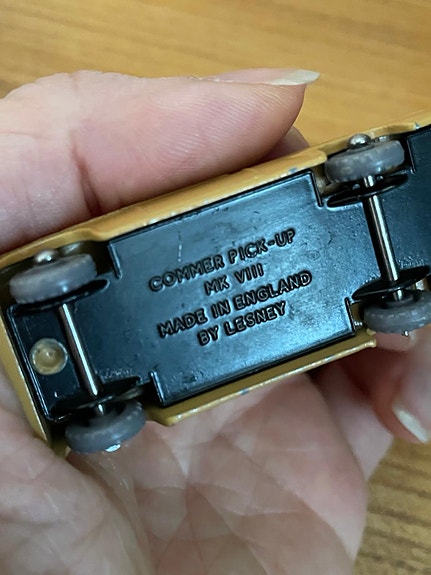 COMMER PICK-UP
MK VIII
MADE IN ENGLAND
BY LESNEY